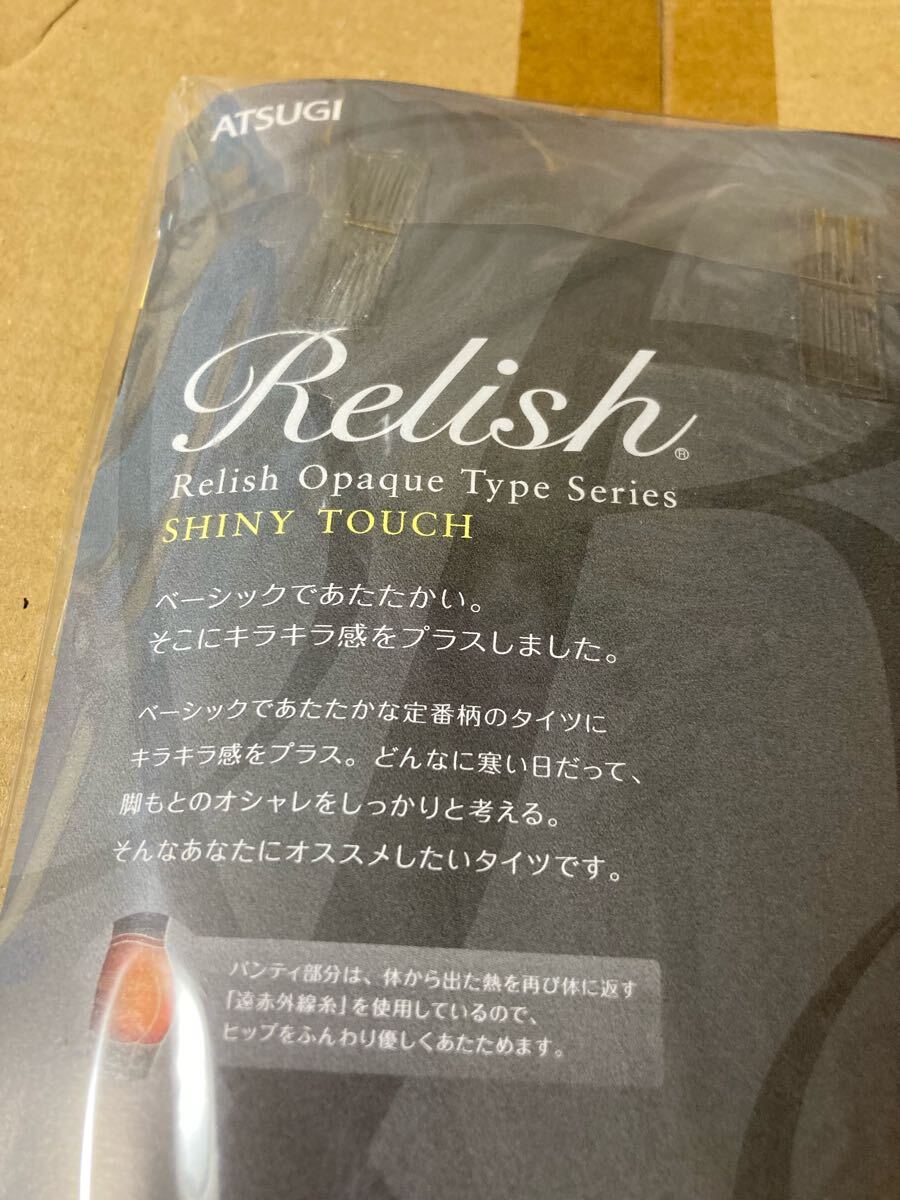 ATSUGI
Relish®
Relish Opaque Type Series
SHINY TOUCH
ベーシックであたたかい。
そこにキラキラ感をプラスしました。
ベーシックであたたかな定番柄のタイツに
キラキラ感をプラス。どんなに寒い日だって、
脚もとのオシャレをしっかりと考える。
そんなあなたにオススメしたいタイツです。
パンティ部分は、体から出た熱を再び体に返す
「遠赤外線糸」を使用しているので、
ヒップをふんわり優しくあたためます。